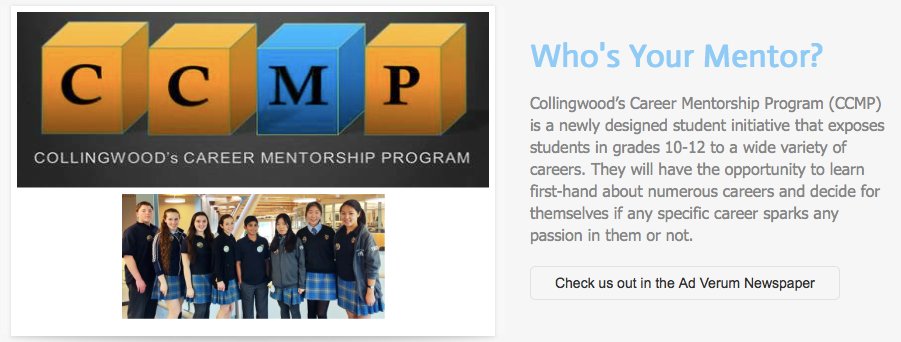 CCMP
COLLINGWOOD's CAREER MENTORSHIP PROGRAM
Who's Your Mentor?
Collingwood's Career Mentorship Program (CCMP)
is a newly designed student initiative that exposes
students in grades 10-12 to a wide variety of
careers. They will have the opportunity to learn
first-hand about numerous careers and decide for
themselves if any specific career sparks any
passion in them or not.
Check us out in the Ad Verum Newspaper